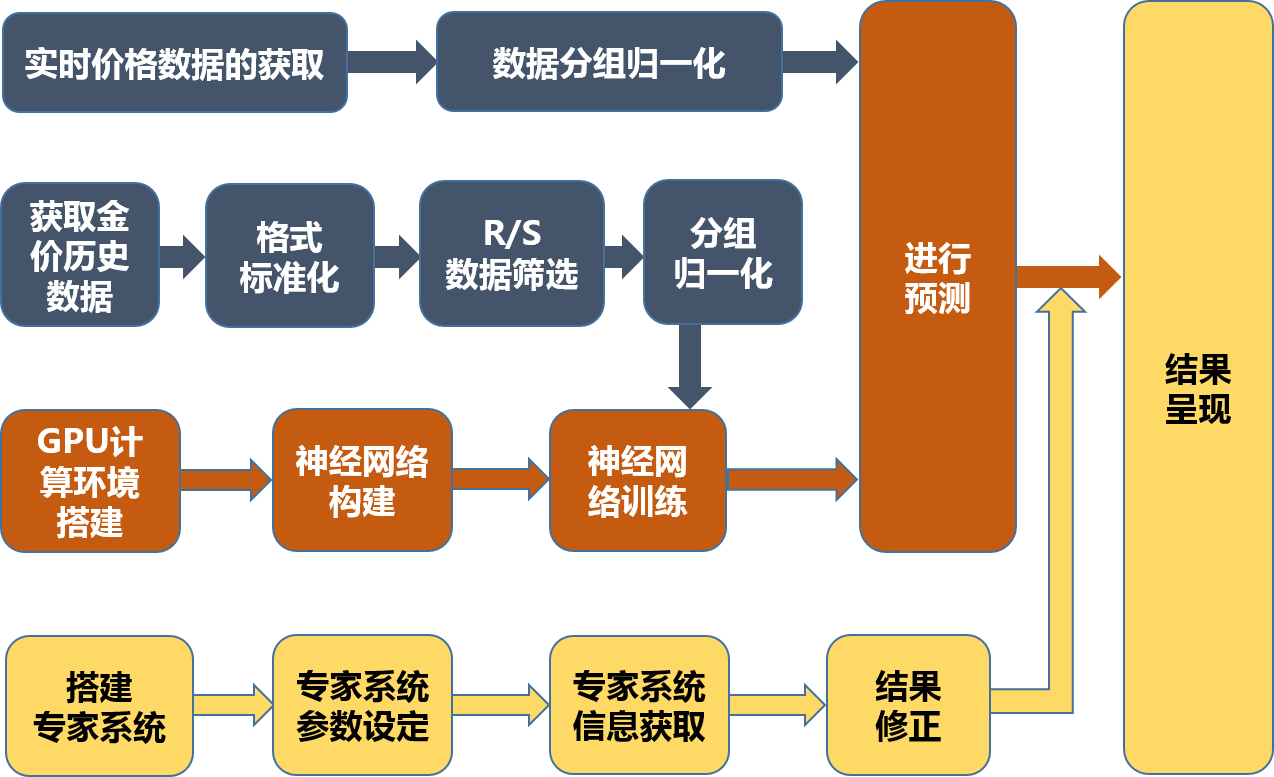 实时价格数据的获取
数据分组归一化
获取金
价历史
数据
格式
标准化
R/S
数据筛选
分组
归一化
进行
预测
结果
呈现
GPU计
算环境
搭建
神经网络
构建
神经网
络训练
搭建
专家系统
专家系统
参数设定
专家系统
信息获取
结果
修正